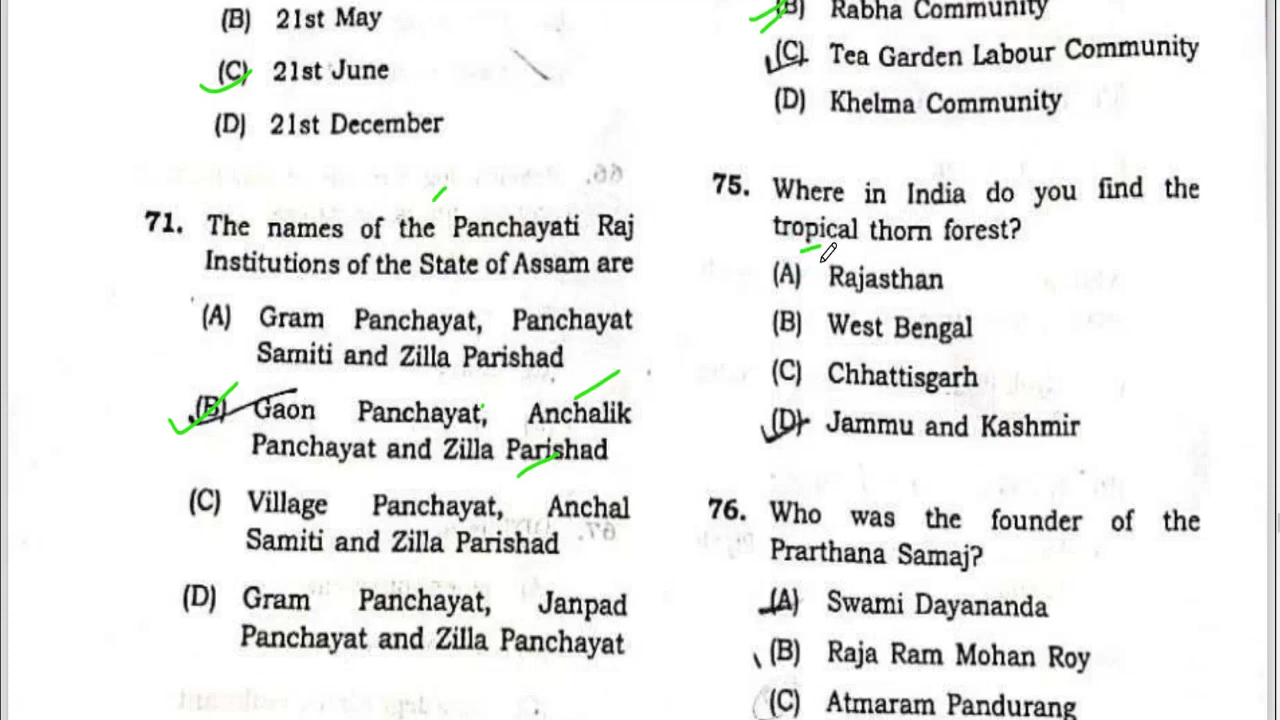 (B) 21st May
(C) 21st June
(D) 21st December
71. The names of the Panchayati Raj
Institutions of the State of Assam are
(A) Gram Panchayat, Panchayat
Samiti and Zilla Parishad
(B) Gaon Panchayat, Anchalik
Panchayat and Zilla Parishad
(C) Village Panchayat, Anchal
Samiti and Zilla Parishad
(D) Gram Panchayat, Janpad
Panchayat and Zilla Panchayat
(B) Rabha Community
(C) Tea Garden Labour Community
(D) Khelma Community
75. Where in India do you find the
tropical thorn forest?
(A) Rajasthan
(B) West Bengal
(C) Chhattisgarh
(D) Jammu and Kashmir
76. Who was the founder of the
Prarthana Samaj?
(A) Swami Dayananda
(B) Raja Ram Mohan Roy
(C) Atmaram Pandurang